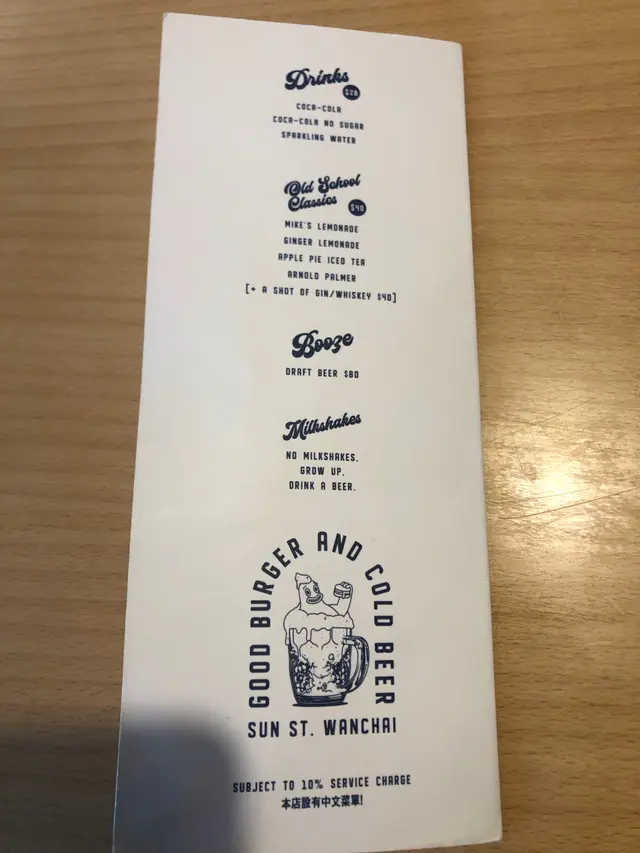 Drinks
$28
COCA-COLA
COCA-COLA NO SUGAR
SPARKLING WATER
Old School
Classics
$40
MIKE'S LEMONADE
GINGER LEMONADE
APPLE PIE ICED TEA
ARNOLD PALMER
[+ A SHOT OF GIN/WHISKEY $40]
Booze
DRAFT BEER $80
Milkshakes
NO MILKSHAKES.
GROW UP.
DRINK A BEER.
GOOD BURGER AND COLD BEER
SUN ST. WANCHAI
SUBJECT TO 10% SERVICE CHARGE
本店設有中文菜單!